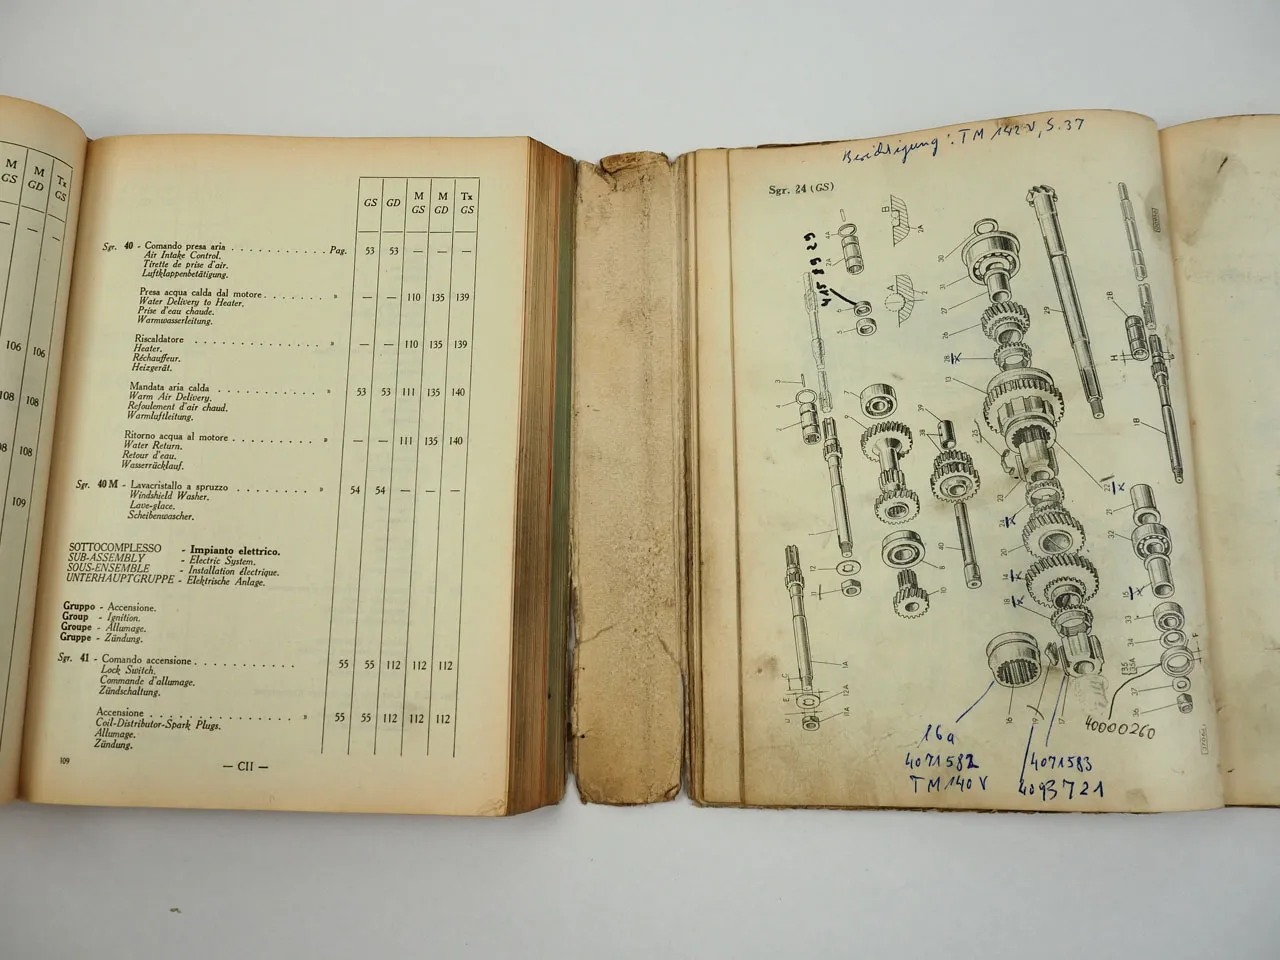 M
GS
M
GD
Tx
GS
106 106
108 108
108
109
GS GD M GS M GD Tx GS
Sgr. 40 - Comando presa aria . . . . . . . . . . Pag. 53 53 — — —
Air Intake Control.
Tirette de prise d'air.
Luftklappenbetätigung.
Presa acqua calda dal motore . . . . . . . » — — 110 135 139
Water Delivery to Heater.
Prise d'eau chaude.
Warmwasserleitung.
Riscaldatore . . . . . . . . . . . . . . . » — — 110 135 139
Heater.
Réchauffeur.
Heizgerät.
Mandata aria calda . . . . . . . . . . . . » 53 53 111 135 140
Warm Air Delivery.
Refoulement d'air chaud.
Warmluftleitung.
Ritorno acqua al motore . . . . . . . . . . » — — 111 135 140
Water Return.
Retour d'eau.
Wasserrücklauf.
Sgr. 40 M - Lavacristallo a spruzzo . . . . . . . . » 54 54 — — —
Windshield Washer.
Lave-glace.
Scheibenwascher.
SOTTOCOMPLESSO - Impianto elettrico.
SUB-ASSEMBLY - Electric System.
SOUS-ENSEMBLE - Installation électrique.
UNTERHAUPTGRUPPE - Elektrische Anlage.
Gruppo - Accensione.
Group - Ignition.
Groupe - Allumage.
Gruppe - Zündung.
Sgr. 41 - Comando accensione . . . . . . . . . . . 55 55 112 112 112
Lock Switch.
Commande d'allumage.
Zündschaltung.
Accensione . . . . . . . . . . . . . . . . » 55 55 112 112 112
Coil-Distributor-Spark Plugs.
Allumage.
Zündung.
109
— CII —
Berichtigung: TM 142 V, S. 37
Sgr. 24 (GS)
16a
4071582
TM 140 V
4071583
4093721
40000260